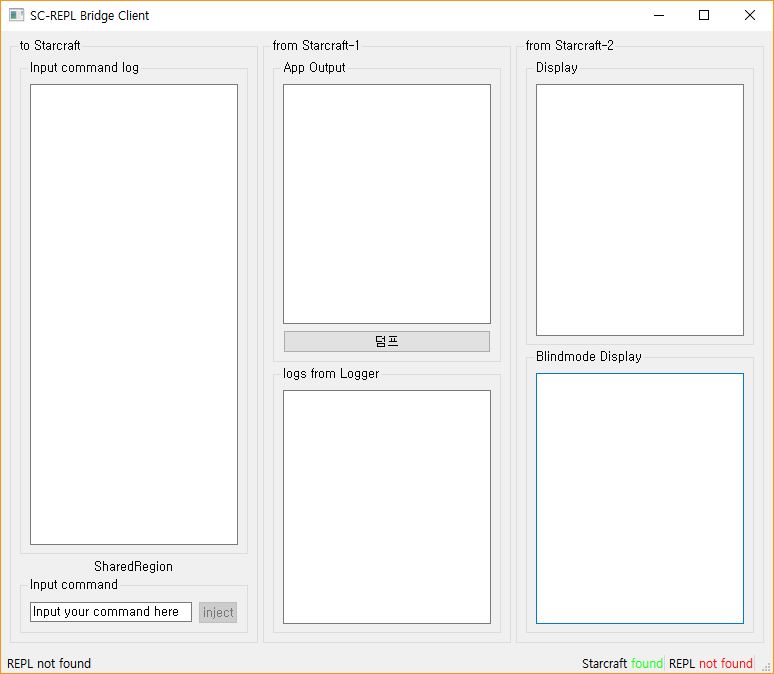 SC-REPL Bridge Client
to Starcraft
Input command log
SharedRegion
Input command
Input your command here
inject
from Starcraft-1
App Output
덤프
logs from Logger
from Starcraft-2
Display
Blindmode Display
REPL not found
Starcraft found
REPL not found